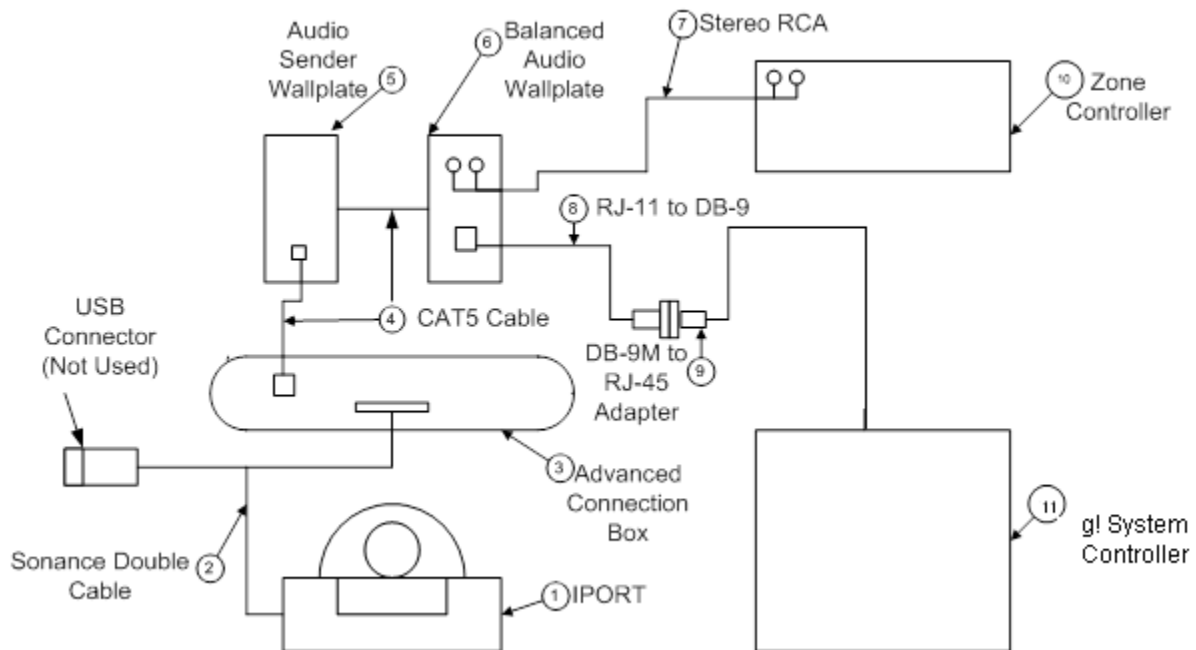 Audio
Sender
Wallplate
5
6
Balanced
Audio
Wallplate
7
Stereo RCA
10
Zone
Controller
8
RJ-11 to DB-9
USB
Connector
(Not Used)
4
CAT5 Cable
DB-9M to
RJ-45
Adapter
9
3
Advanced
Connection
Box
11
g! System
Controller
Sonance Double
Cable
2
1
IPORT